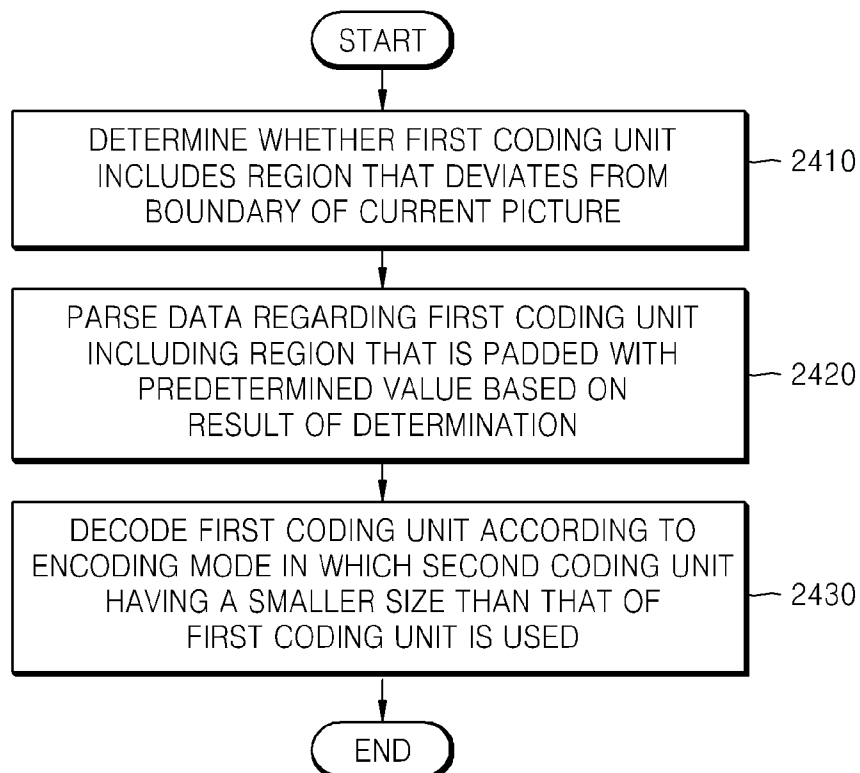 START
DETERMINE WHETHER FIRST CODING UNIT
INCLUDES REGION THAT DEVIATES FROM
BOUNDARY OF CURRENT PICTURE
2410
PARSE DATA REGARDING FIRST CODING UNIT
INCLUDING REGION THAT IS PADDED WITH
PREDETERMINED VALUE BASED ON
RESULT OF DETERMINATION
2420
DECODE FIRST CODING UNIT ACCORDING TO
ENCODING MODE IN WHICH SECOND CODING UNIT
HAVING A SMALLER SIZE THAN THAT OF
FIRST CODING UNIT IS USED
2430
END